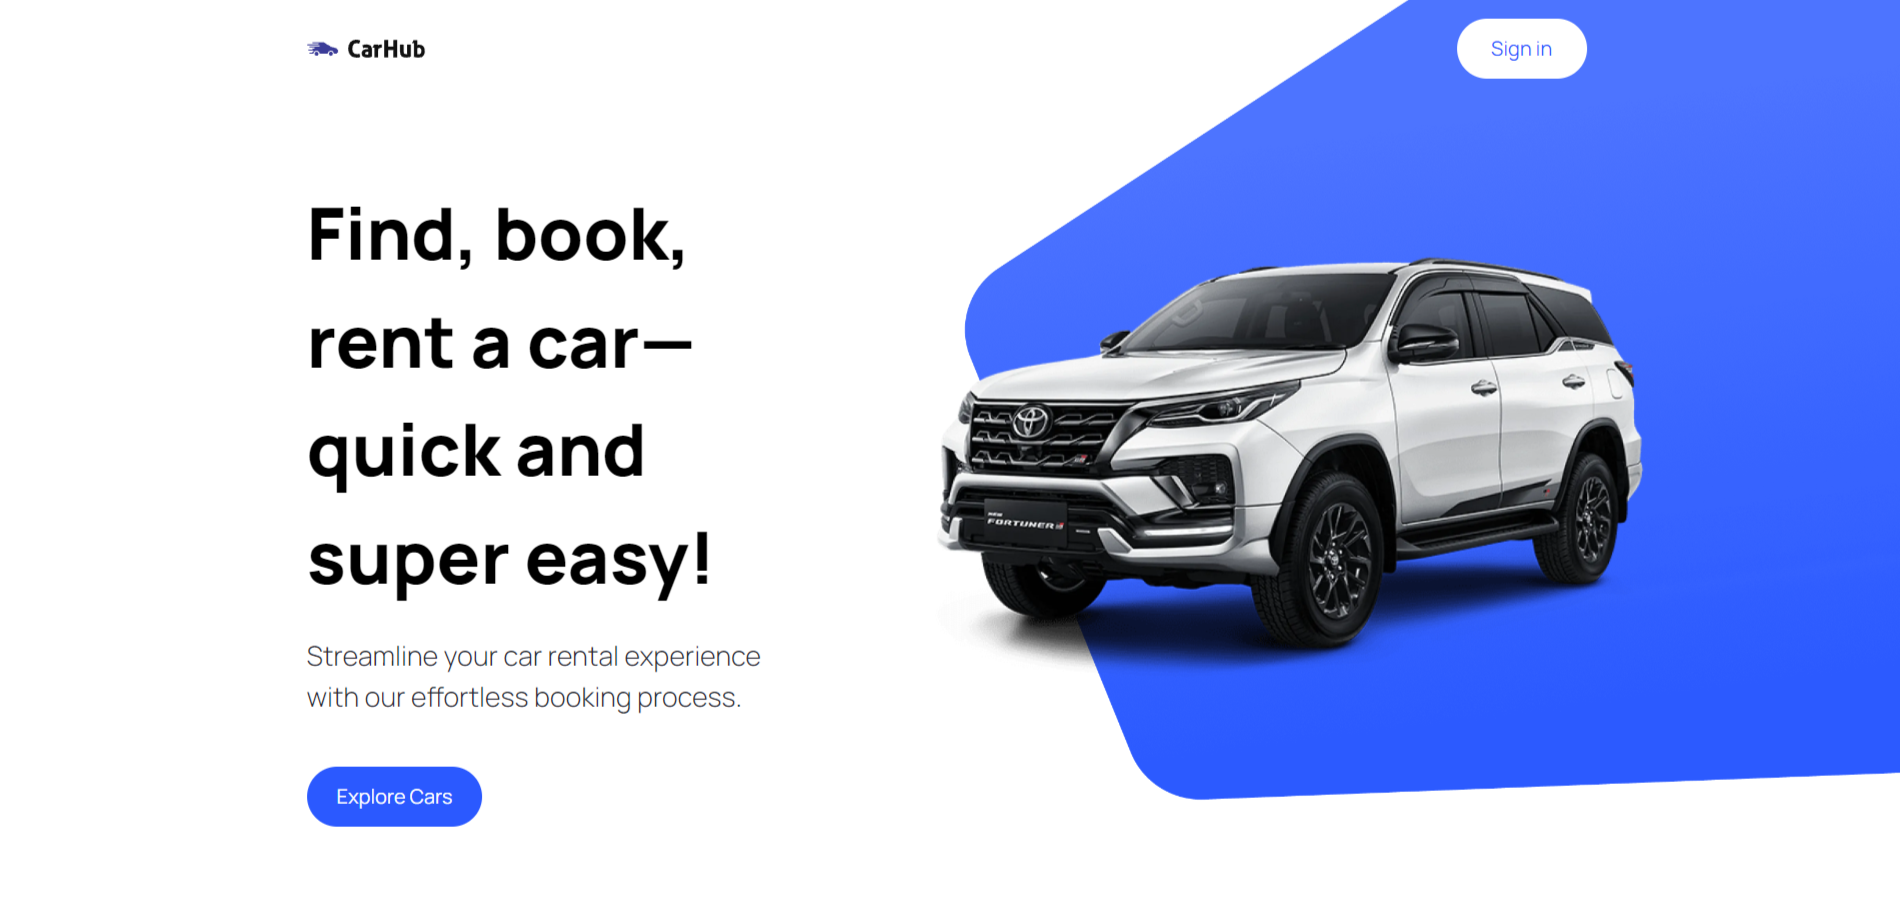 CarHub
Sign in
Find, book,
rent a car—
quick and
super easy!
Streamline your car rental experience
with our effortless booking process.
Explore Cars
NEW
FORTUNER